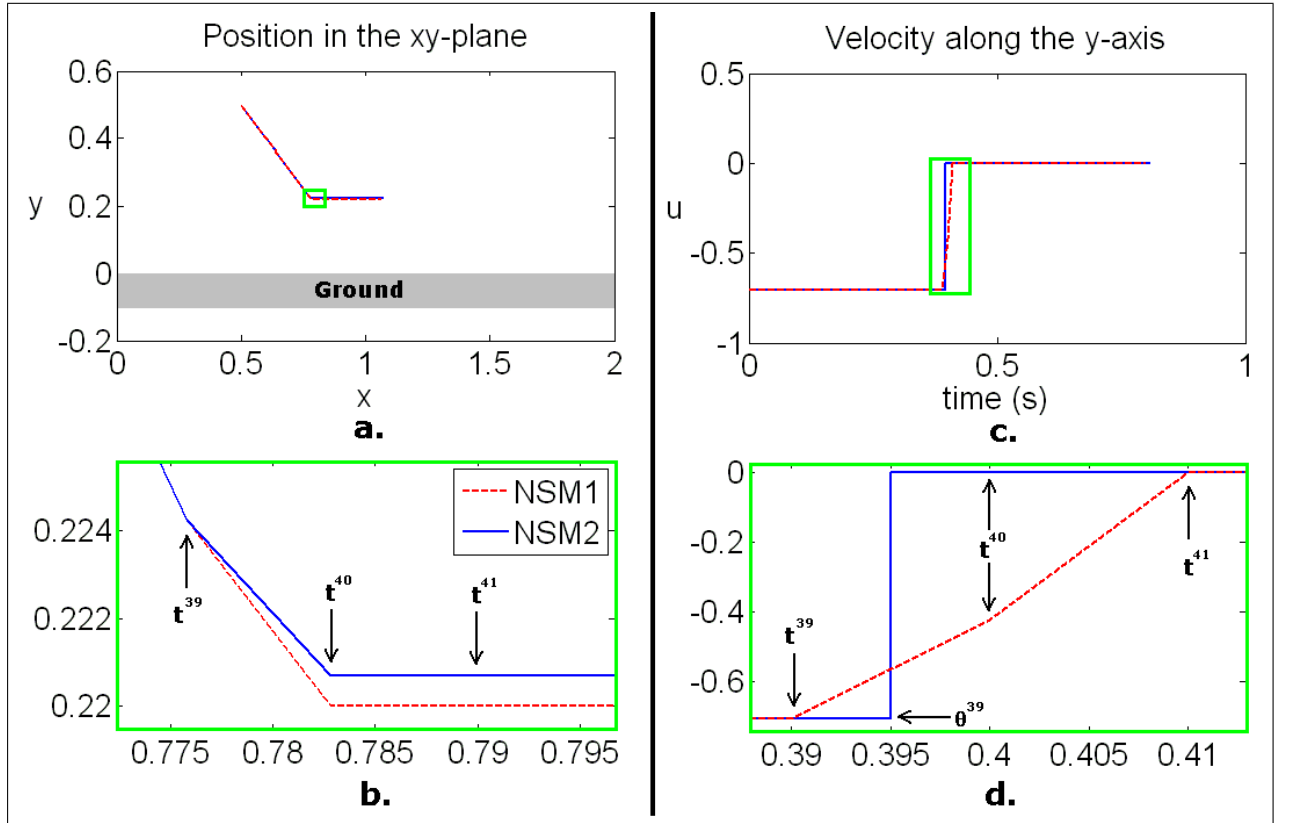 Position in the xy-plane
0.6
0.4
y
0.2
0
Ground
-0.2
0
0.5
1
1.5
2
x
a.
NSM1
NSM2
0.224
0.222
0.22
t39
t40
t41
0.775
0.78
0.785
0.79
0.795
b.
Velocity along the y-axis
0.5
0
u
-0.5
-1
0
0.5
1
time (s)
c.
0
-0.2
-0.4
-0.6
t39
t40
t41
θ39
0.39
0.395
0.4
0.405
0.41
d.